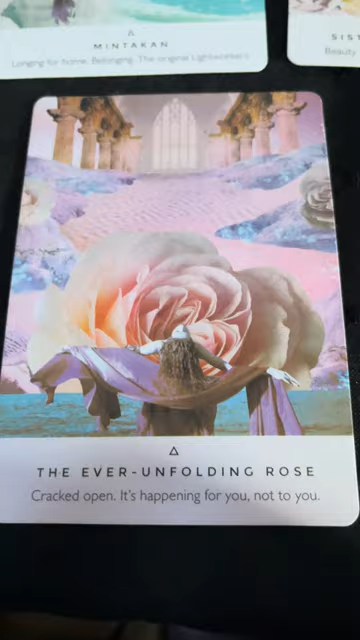 MINTAKAN
Longing for home. Belonging. The original Lightworkers
SIST
Beauty
THE EVER-UNFOLDING ROSE
Cracked open. It's happening for you, not to you.